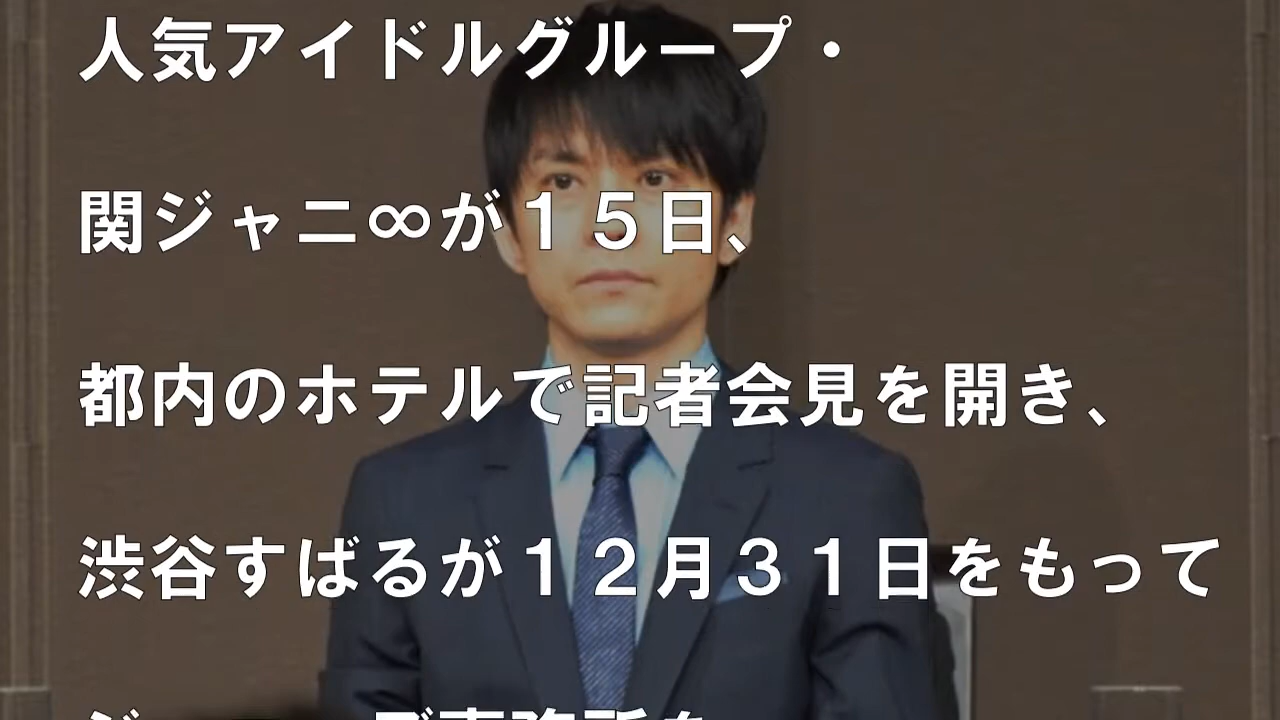 人気アイドルグループ・
関ジャニ∞が１５日、
都内のホテルで記者会見を開き、
渋谷すばるが１２月３１日をもって